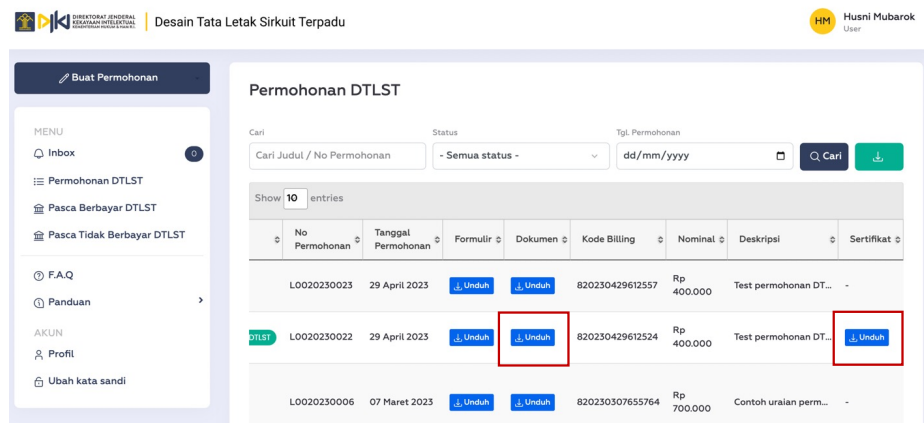 DIREKTORAT JENDERAL
KEKAYAAN INTELEKTUAL
KEMENTERIAN HUKUM & HAM R.I.
Desain Tata Letak Sirkuit Terpadu
HM
Husni Mubarok
User
Buat Permohonan
MENU
Inbox
0
Permohonan DTLST
Pasca Berbayar DTLST
Pasca Tidak Berbayar DTLST
F.A.Q
Panduan
AKUN
Profil
Ubah kata sandi
Permohonan DTLST
Cari Status Tgl. Permohonan
Cari Judul / No Permohonan - Semua status - dd/mm/yyyy Cari
Show 10 entries
No Permohonan Tanggal Permohonan Formulir Dokumen Kode Billing Nominal Deskripsi Sertifikat
L0020230023 29 April 2023 Unduh Unduh 820230429612557 Rp 400.000 Test permohonan DT... -
DTLST L0020230022 29 April 2023 Unduh Unduh 820230429612524 Rp 400.000 Test permohonan DT... Unduh
L0020230006 07 Maret 2023 Unduh Unduh 820230307655764 Rp 700.000 Contoh uraian perm... -